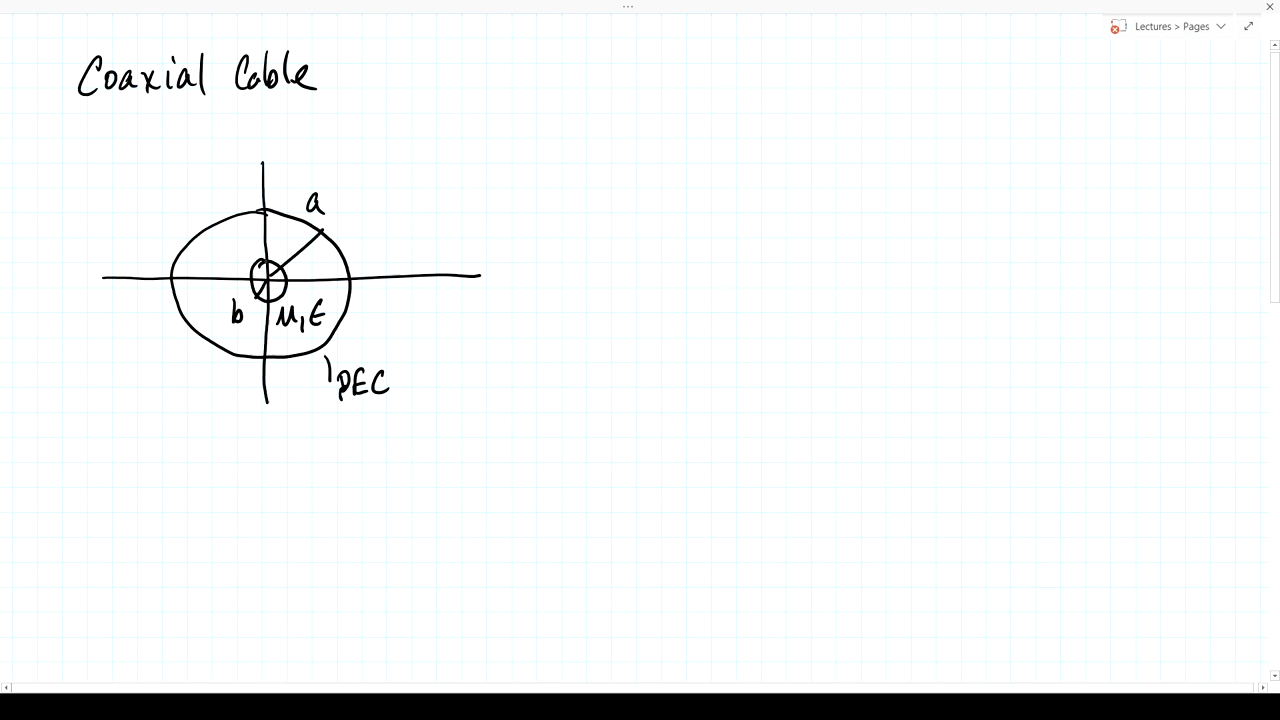 Lectures > Pages
Coaxial Cable
a
b μ, ε
PEC